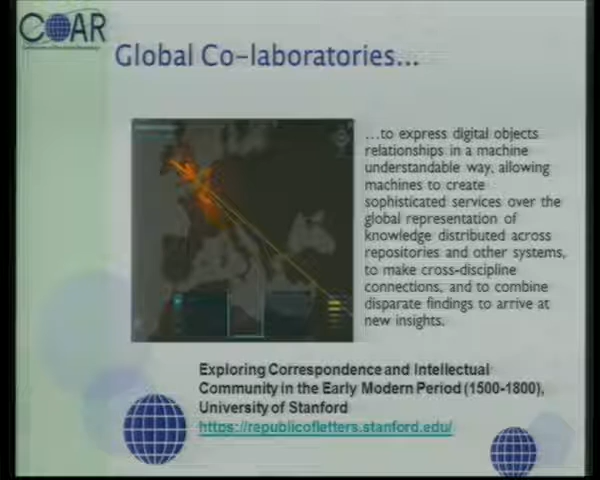 COAR
Global Co-laboratories...
...to express digital objects
relationships in a machine
understandable way, allowing
machines to create
sophisticated services over the
global representation of
knowledge distributed across
repositories and other systems,
to make cross-discipline
connections, and to combine
disparate findings to arrive at
new insights.
Exploring Correspondence and Intellectual
Community in the Early Modern Period (1500-1800),
University of Stanford
https://republicofletters.stanford.edu/